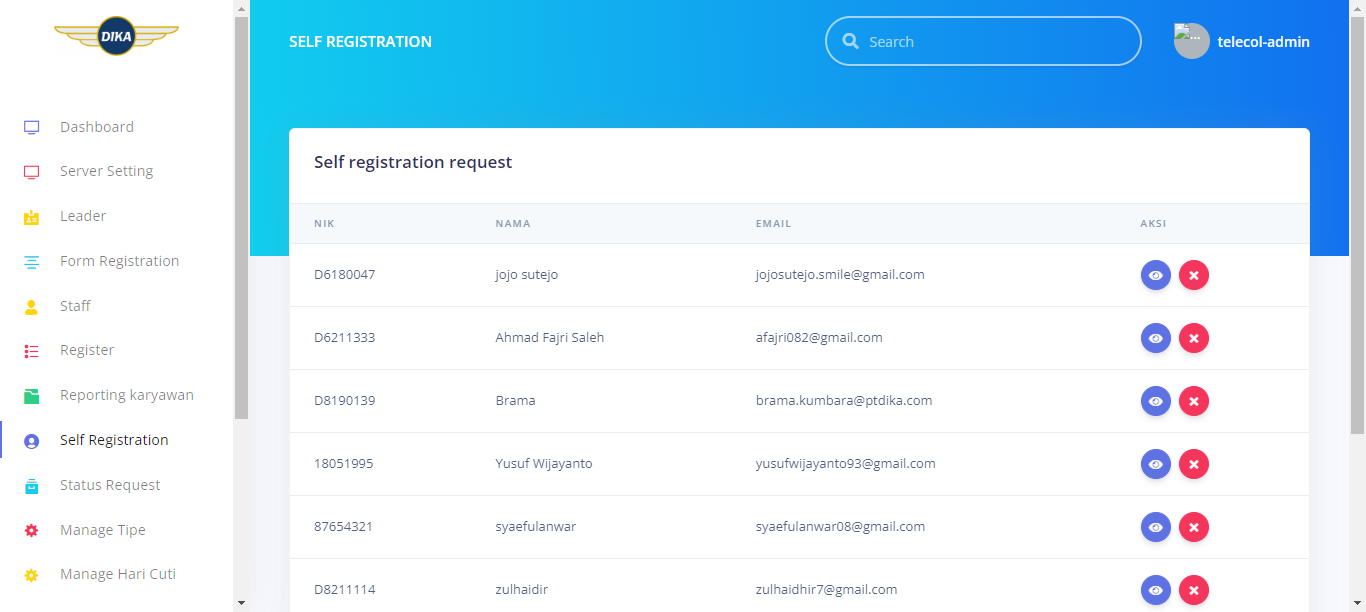 DIKA
SELF REGISTRATION
Search
...
telecol-admin
Dashboard
Server Setting
Leader
Form Registration
Staff
Register
Reporting karyawan
Self Registration
Status Request
Manage Tipe
Manage Hari Cuti
Self registration request
NIK NAMA EMAIL AKSI
D6180047 jojo sutejo jojosutejo.smile@gmail.com
D6211333 Ahmad Fajri Saleh afajri082@gmail.com
D8190139 Brama brama.kumbara@ptdika.com
18051995 Yusuf Wijayanto yusufwijayanto93@gmail.com
87654321 syaefulanwar syaefulanwar08@gmail.com
D8211114 zulhaidir zulhaidhir7@gmail.com